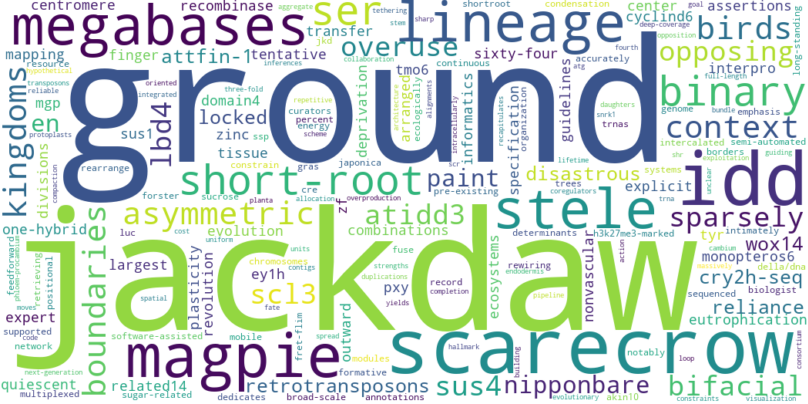 centromere
recombinase
megabases
ser
lineage
center
cyclind6
assertions
birds
mapping
finger
attfin-1
transfer
jkd
tentative
overuse
sixty-four
opposing
interpro
resource
kingdoms
mgp
en
domain4
locked
zinc
sus1
tissue
ssp
percent
curators
energy
scheme
deprivation
tmo6
continuous
arranged
informatics
specification
organization
guidelines
accurately
binary
genome
emphasis
full-length
long-standing
goal
fourth
opposition
deep-coverage
aggregate
stem
tethering
sharp
condensation
shortroot
collaboration
inferences
three-fold
transposons
hypothetical
reliable
oriented
integrated
repetition
architecture
alignments
intracellularly
recapitulates
atg
snrk1
daughters
bundle
trnas
ground
context
intercalated
semi-automated
lbd4
rearrange
divisions
compaction
protoplasts
short-root
gras
japonica
constrain
cre
forster
sucrose
allocation
planta
overproduction
pre-existing
paint
scr
disastrous
trees
systems
coregulators
lifetime
trna
borders
shr
exploitation
guiding
unclear
explicit
intimately
idd
sparsely
stele
asymmetric
atidd3
zf
one-hybrid
evolution
luc
combinations
fuse
determinants
h3k27me3-marked
tyr
wox14
monopteros6
boundaries
feedforward
phloem-procambium
positional
retrieving
largest
cost
uniform
plasticity
revolution
chromosomes
contigs
units
ey1h
strengths
duplications
ecosystems
rewiring
nonvascular
action
endodermis
della/dna
cambium
cry2h-seq
reliance
biologist
eutrophication
jackdaw
expert
supported
code
network
moves
spatial
scl3
fate
pxy
record
completion
yields
mobile
spread
outward
fret-flim
modules
formative
annotations
hallmark
building
notably
loop
scarecrow
sequenced
pipeline
consortium
magpie
quiescent
software-assisted
related14
next-generation
multiplexed
sugar-related
dedicates
retrotransposons
broad-scale
sus4
nipponbare
akin10
evolutionary
bifacial
constraints
visualization